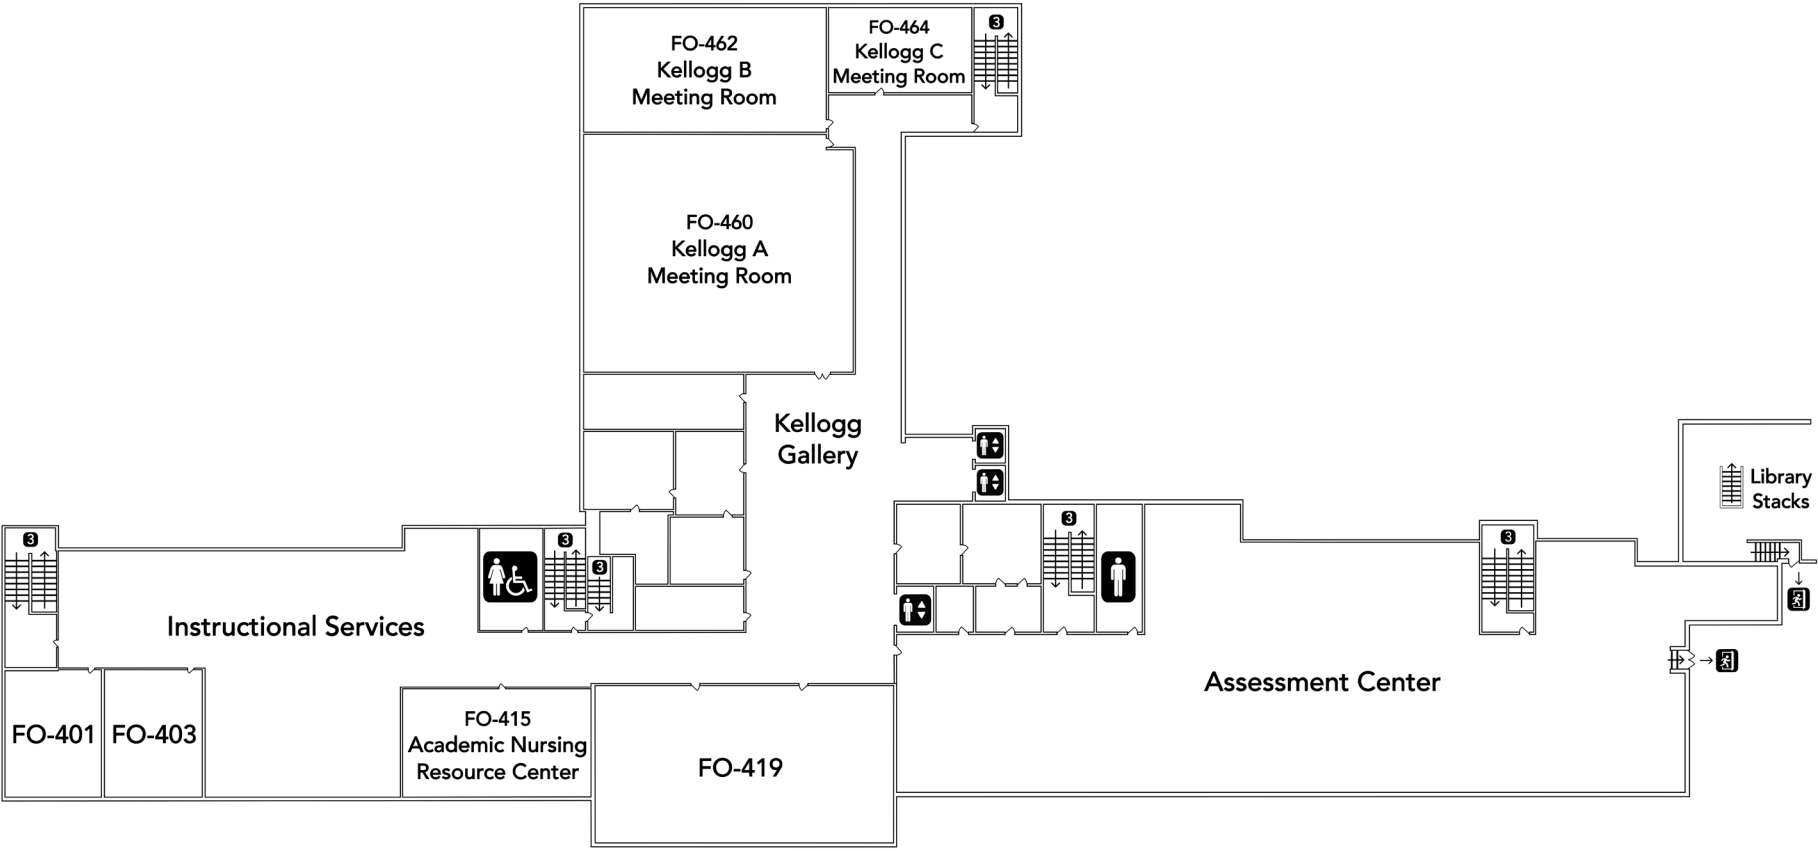 FO-462
Kellogg B
Meeting Room
FO-464
Kellogg C
Meeting Room
3
FO-460
Kellogg A
Meeting Room
Kellogg
Gallery
Library
Stacks
3
3
3
3
3
Instructional Services
Assessment Center
FO-401
FO-403
FO-415
Academic Nursing
Resource Center
FO-419